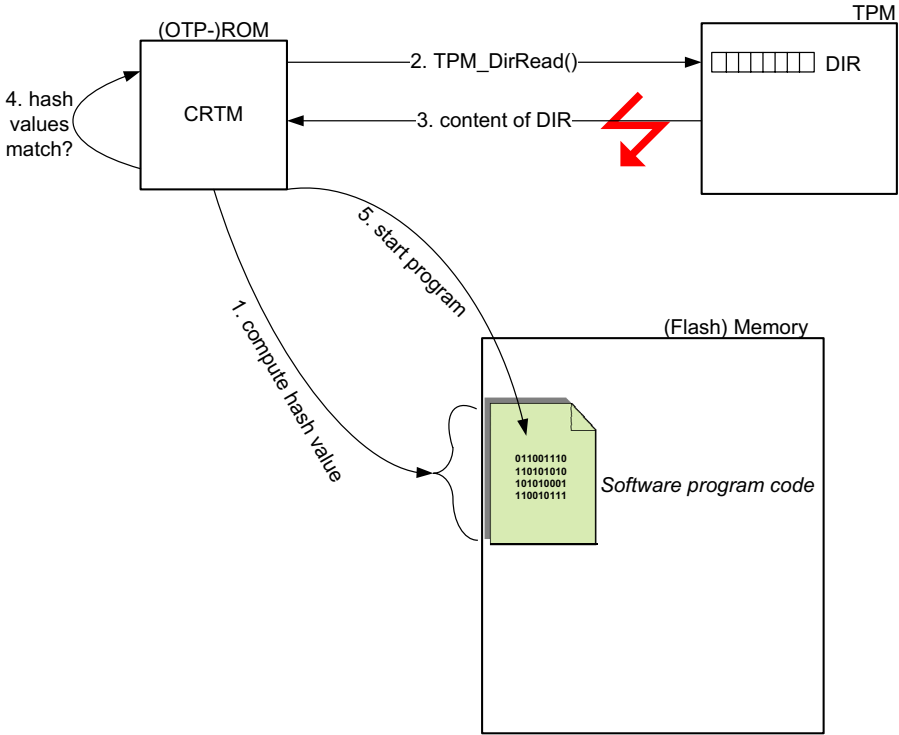 (OTP-)ROM
TPM
2. TPM_DirRead()
DIR
4. hash
values
match?
CRTM
3. content of DIR
5. start program
1. compute hash value
(Flash) Memory
011001110
110101010
101010001
110010111
Software program code